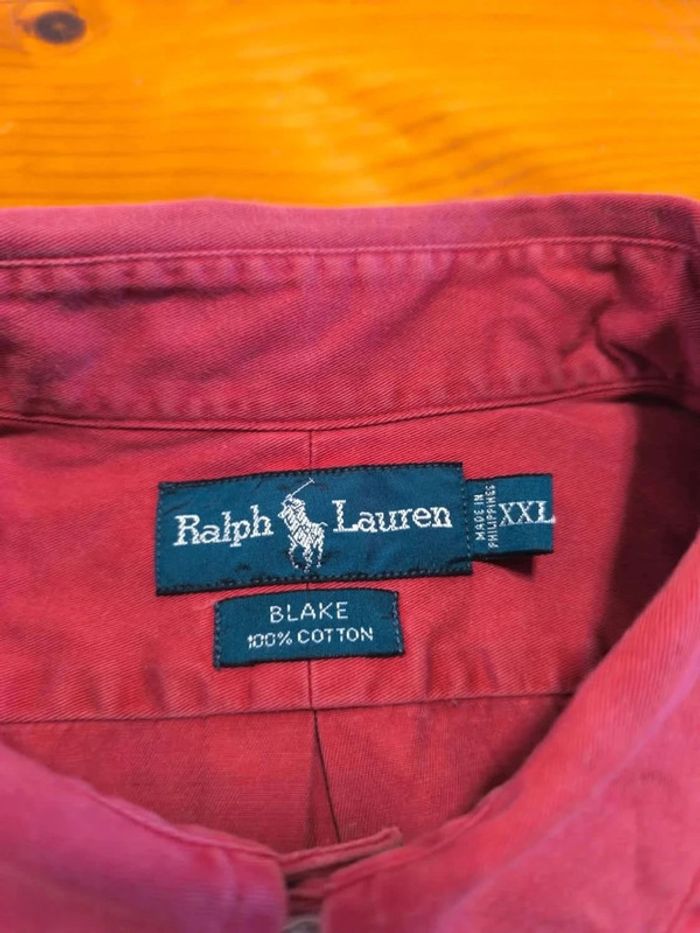 Ralph Lauren
MADE IN
PHILIPPINES
XXL
BLAKE
100% COTTON